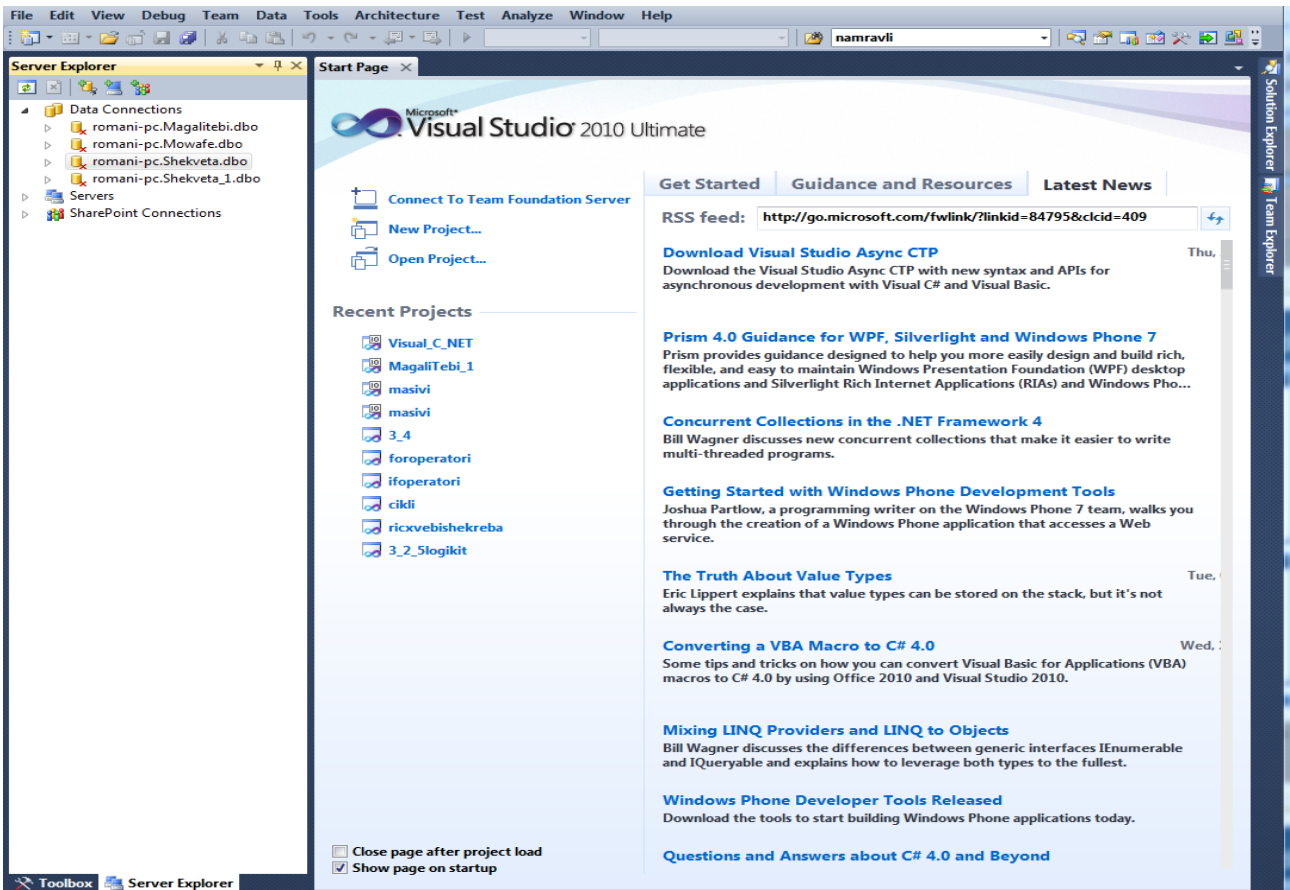 File Edit View Debug Team Data Tools Architecture Test Analyze Window Help
namravli
Server Explorer
Data Connections
romani-pc.Magalitebi.dbo
romani-pc.Mowafe.dbo
romani-pc.Shekveta.dbo
romani-pc.Shekveta_1.dbo
Servers
SharePoint Connections
Toolbox Server Explorer
Start Page
Microsoft
Visual Studio 2010 Ultimate
Connect To Team Foundation Server
New Project...
Open Project...
Recent Projects
Visual_C_NET
MagaliTebi_1
masivi
masivi
3_4
foroperatori
ifoperatori
cikli
ricxvebishekreba
3_2_5logikit
Close page after project load
Show page on startup
Get Started Guidance and Resources Latest News
RSS feed: http://go.microsoft.com/fwlink/?linkid=84795&clcid=409
Download Visual Studio Async CTP Thu,
Download the Visual Studio Async CTP with new syntax and APIs for
asynchronous development with Visual C# and Visual Basic.
Prism 4.0 Guidance for WPF, Silverlight and Windows Phone 7
Prism provides guidance designed to help you more easily design and build rich,
flexible, and easy to maintain Windows Presentation Foundation (WPF) desktop
applications and Silverlight Rich Internet Applications (RIAs) and Windows Pho...
Concurrent Collections in the .NET Framework 4
Bill Wagner discusses new concurrent collections that make it easier to write
multi-threaded programs.
Getting Started with Windows Phone Development Tools
Joshua Partlow, a programming writer on the Windows Phone 7 team, walks you
through the creation of a Windows Phone application that accesses a Web
service.
The Truth About Value Types Tue,
Eric Lippert explains that value types can be stored on the stack, but it's not
always the case.
Converting a VBA Macro to C# 4.0 Wed,
Some tips and tricks on how you can convert Visual Basic for Applications (VBA)
macros to C# 4.0 by using Office 2010 and Visual Studio 2010.
Mixing LINQ Providers and LINQ to Objects
Bill Wagner discusses the differences between generic interfaces IEnumerable
and IQueryable and explains how to leverage both types to the fullest.
Windows Phone Developer Tools Released
Download the tools to start building Windows Phone applications today.
Questions and Answers about C# 4.0 and Beyond
Solution Explorer
Team Explorer